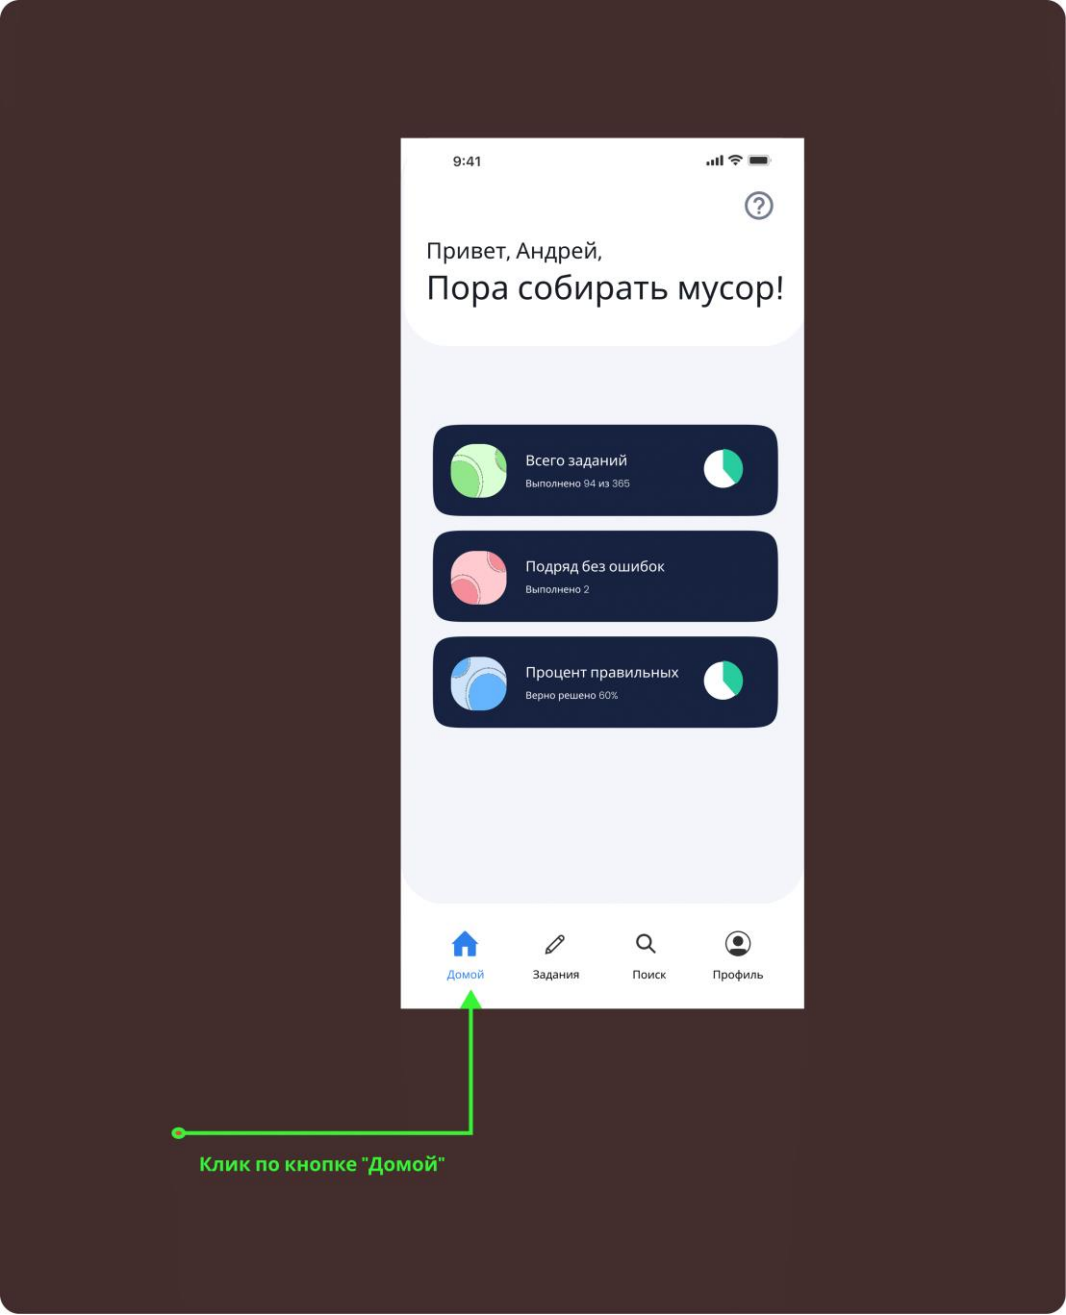 9:41
Привет, Андрей,
Пора собирать мусор!
Всего заданий
Выполнено 94 из 365
Подряд без ошибок
Выполнено 2
Процент правильных
Верно решено 60%
Домой
Задания
Поиск
Профиль
Клик по кнопке "Домой"